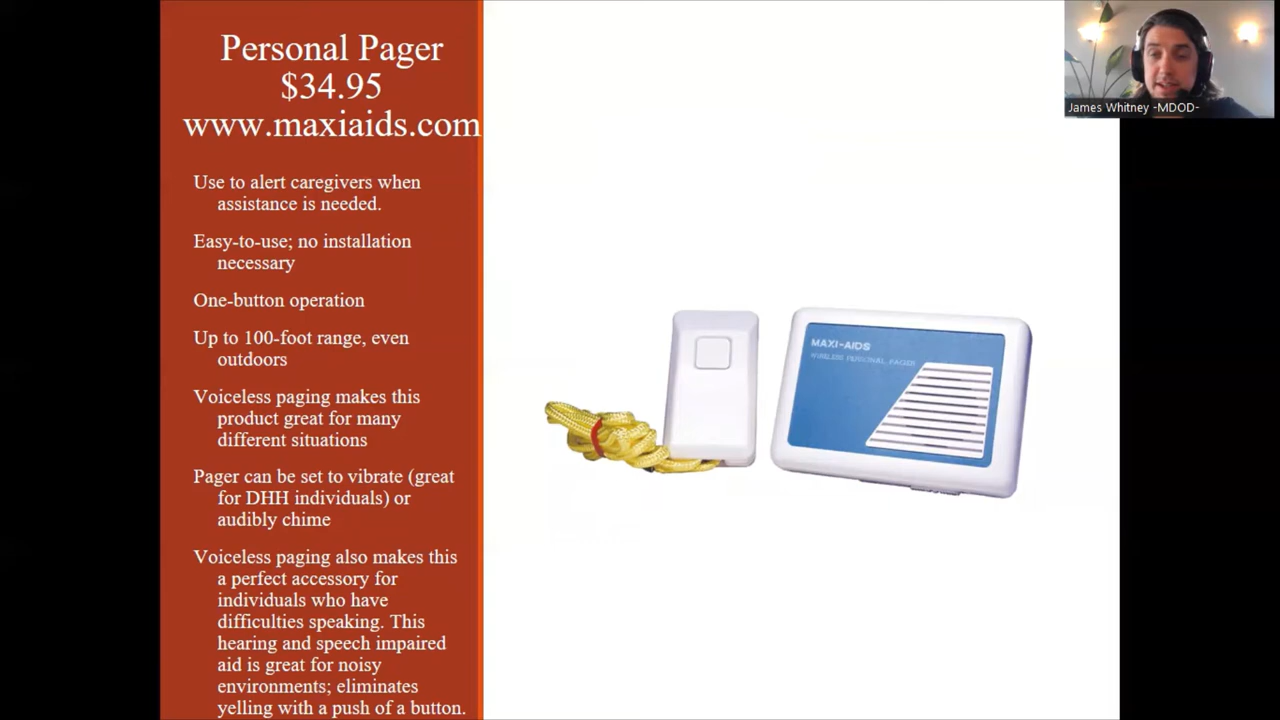 Personal Pager
$34.95
www.maxiaids.com
Use to alert caregivers when
assistance is needed.
Easy-to-use; no installation
necessary
One-button operation
Up to 100-foot range, even
outdoors
Voiceless paging makes this
product great for many
different situations
Pager can be set to vibrate (great
for DHH individuals) or
audibly chime
Voiceless paging also makes this
a perfect accessory for
individuals who have
difficulties speaking. This
hearing and speech impaired
aid is great for noisy
environments; eliminates
yelling with a push of a button.
MAXI-AIDS
WIRELESS PERSONAL PAGER
James Whitney -MDOD-